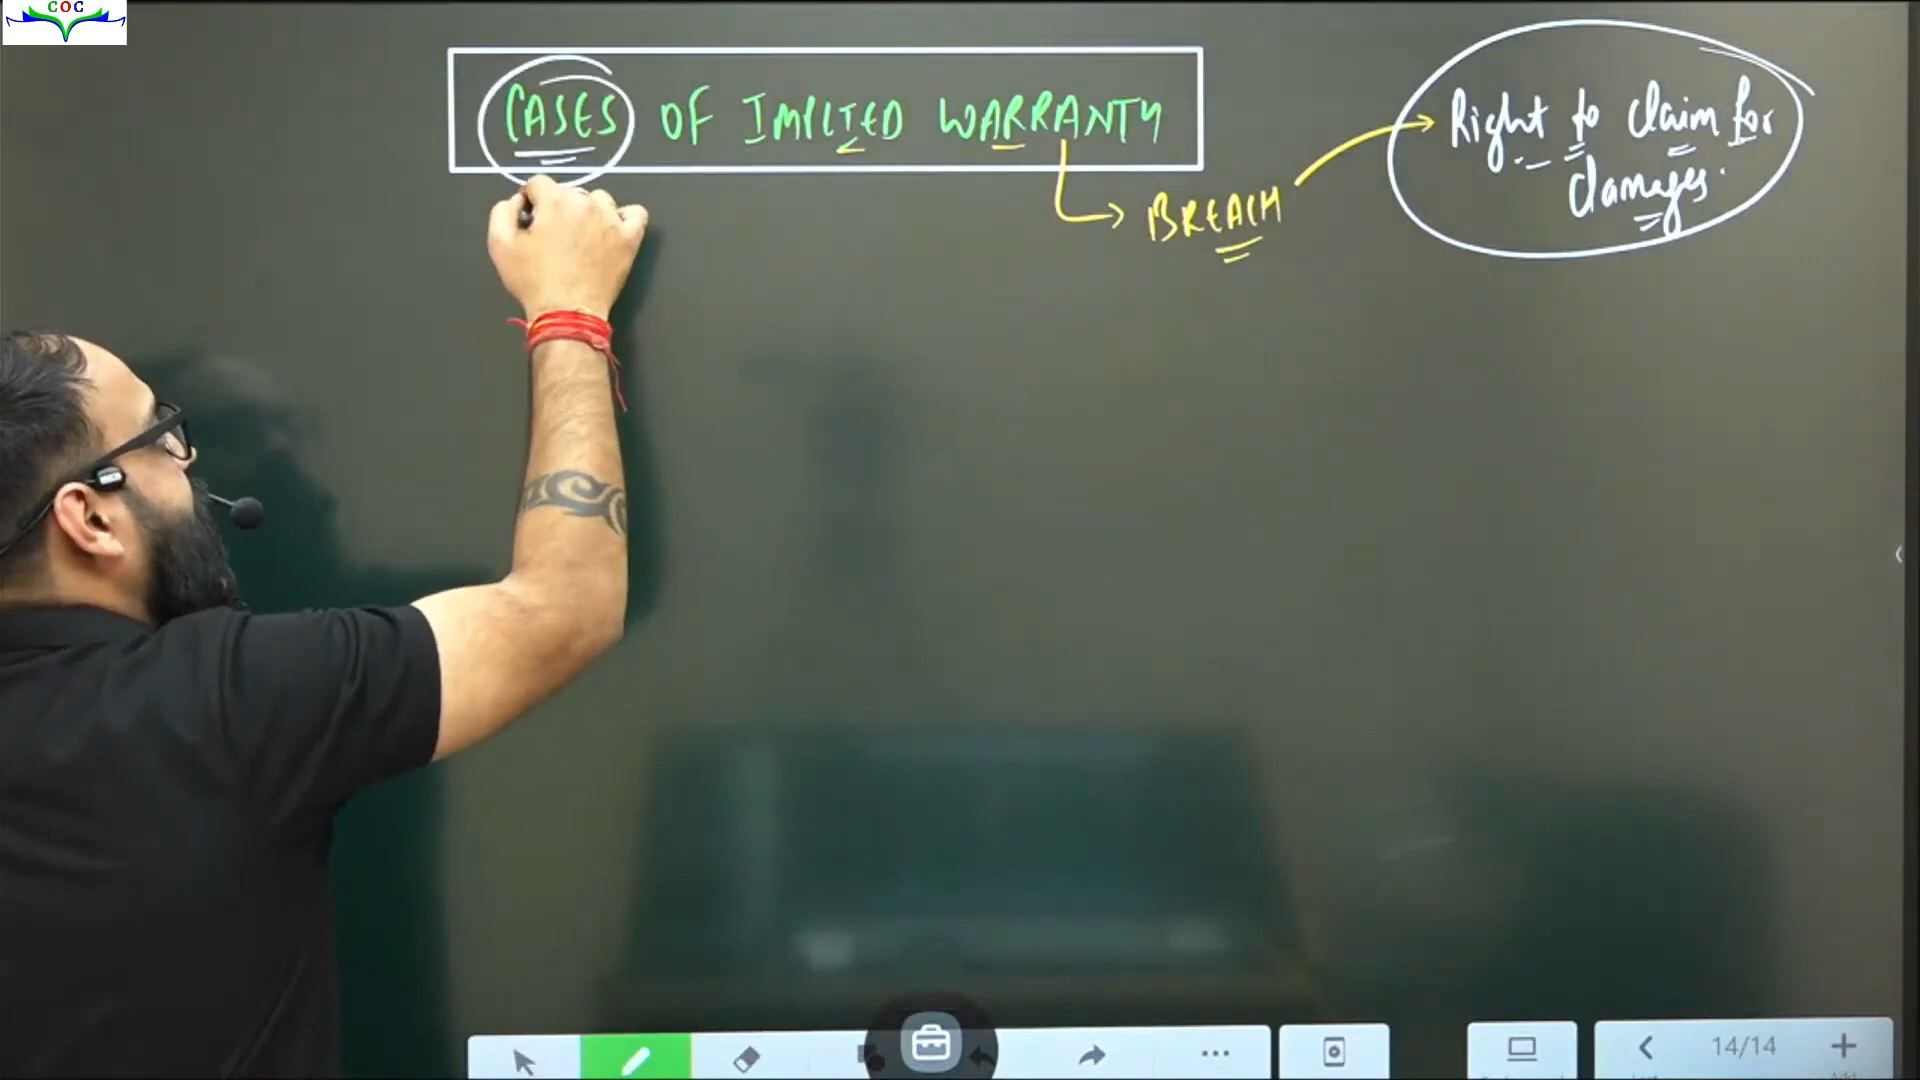 COC
CASES OF IMPLIED WARRANTY
BREACH
Right to claim for
damages.
14/14